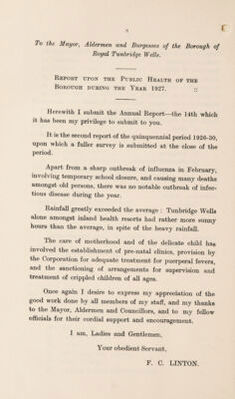 8
To the Mayor, Aldermen and Burgesses of the Borough of
Royal Tunbridge Wells.
Report upon the Public Health of the
Borough during the Year 1927.
Herewith I submit the Annual Report—the 14th which
it has been my privilege to submit to you.
It is the second report of the quinquennial period 1926-30,
upon which a fuller survey is submitted at the close of the
period.
Apart from a sharp outbreak of influenza in February,
involving temporary school closure, and causing many deaths
amongst old persons, there was no notable outbreak of infec-
tious disease during the year.
Rainfall greatly exceeded the average : Tunbridge Wells
alone amongst inland health resorts had rather more sunny
hours than the average, in spite of the heavy rainfall.
The care of motherhood and of the delicate child has
involved the establishment of pre-natal clinics, provision by
the Corporation for adequate treatment for puerperal fevers,
and the sanctioning of arrangements for supervision and
treatment of crippled children of all ages.
Once again I desire to express my appreciation of the
good work done by all members of my staff, and my thanks
to the Mayor, Aldermen and Councillors, and to my fellow
officials for their cordial support and encouragement.
I am, Ladies and Gentlemen,
Your obedient Servant,
F. C. LINTON.